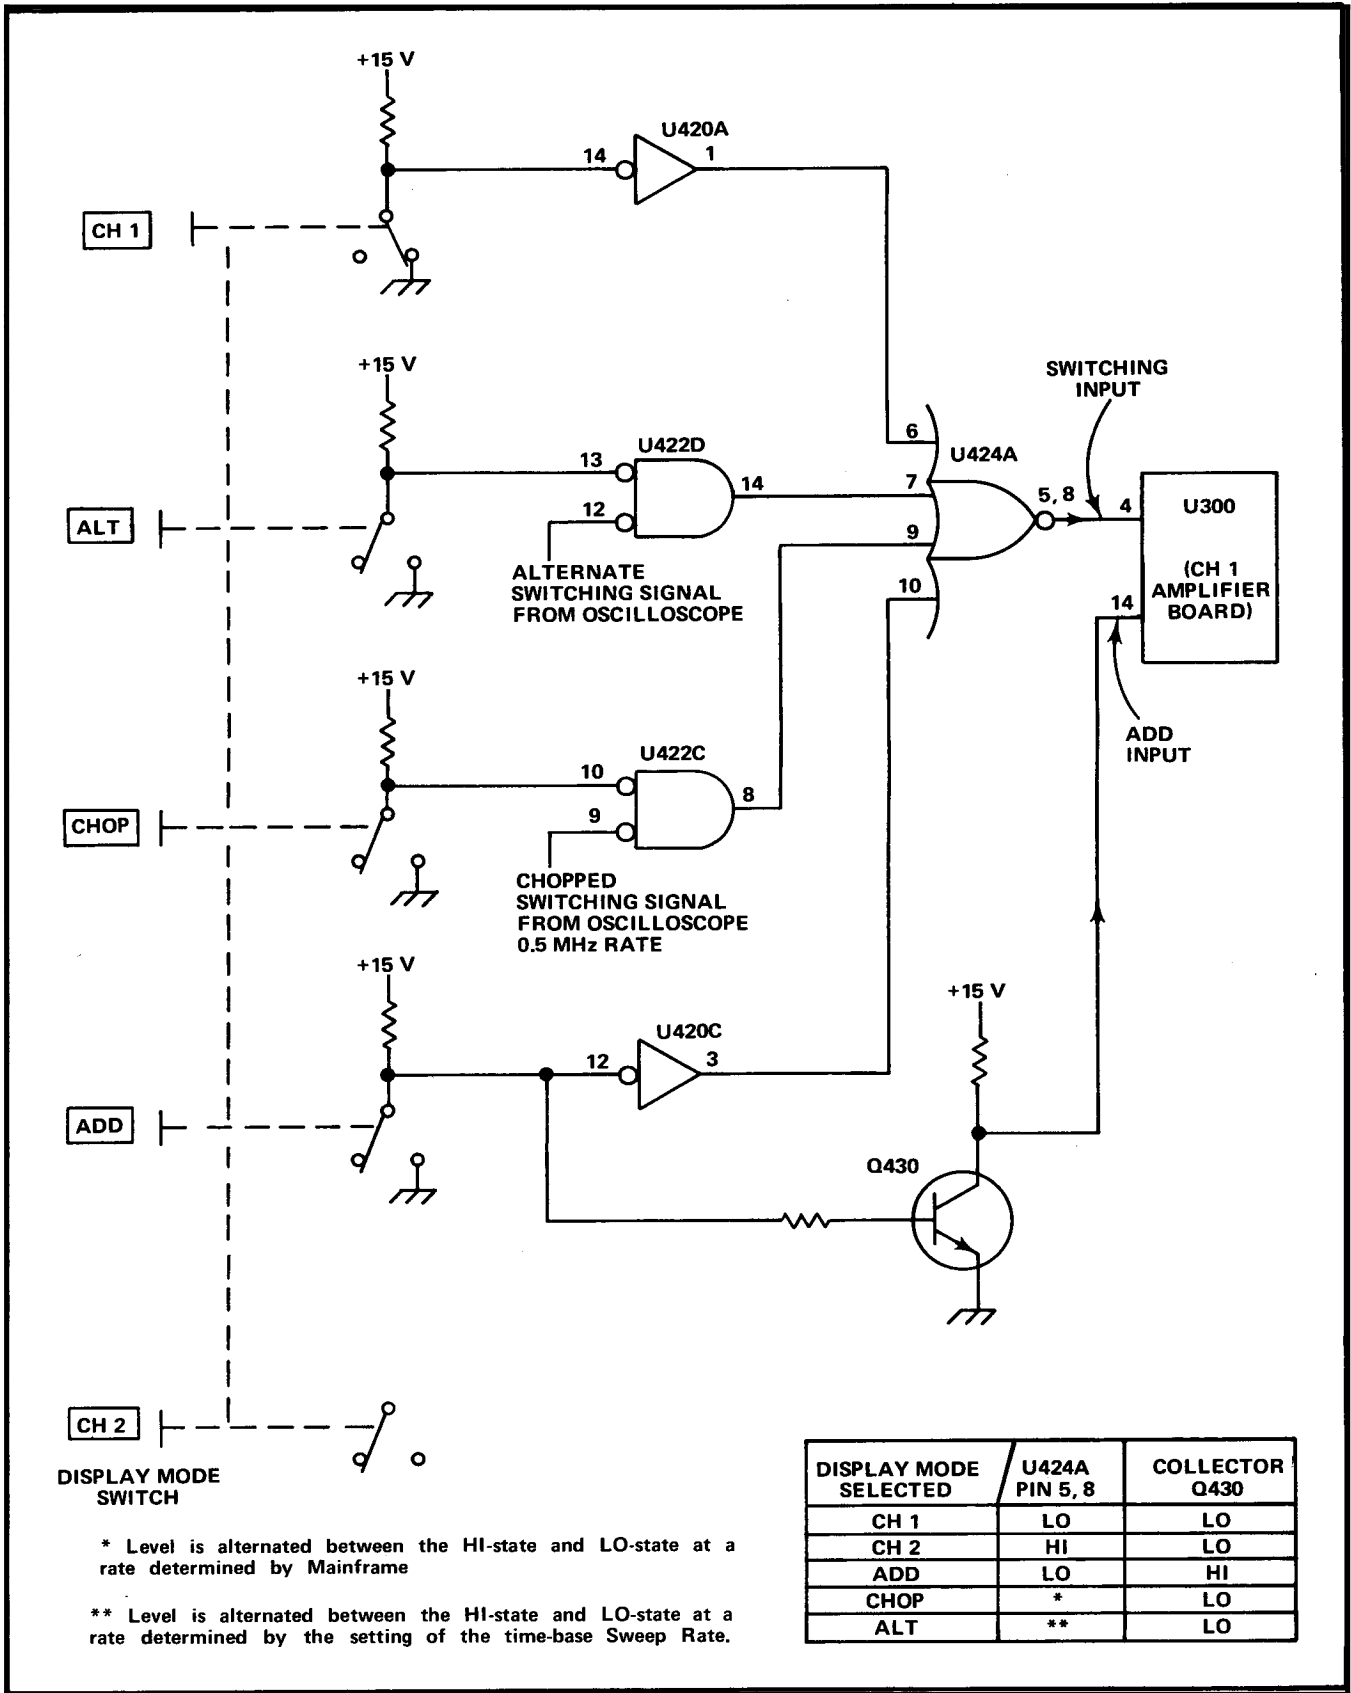 +15 V
U420A
14
1
CH 1
+15 V
SWITCHING
INPUT
U422D
13
14
12
ALT
ALTERNATE
SWITCHING SIGNAL
FROM OSCILLOSCOPE
6
U424A
7
9
10
5, 8
4
U300
(CH 1
AMPLIFIER
BOARD)
14
ADD
INPUT
+15 V
U422C
10
8
9
CHOP
CHOPPED
SWITCHING SIGNAL
FROM OSCILLOSCOPE
0.5 MHz RATE
+15 V
U420C
12
3
+15 V
ADD
Q430
CH 2
DISPLAY MODE
SWITCH
* Level is alternated between the HI-state and LO-state at a
rate determined by Mainframe
** Level is alternated between the HI-state and LO-state at a
rate determined by the setting of the time-base Sweep Rate.
DISPLAY MODE SELECTED U424A PIN 5, 8 COLLECTOR Q430
CH 1 LO LO
CH 2 HI LO
ADD LO HI
CHOP * LO
ALT ** LO